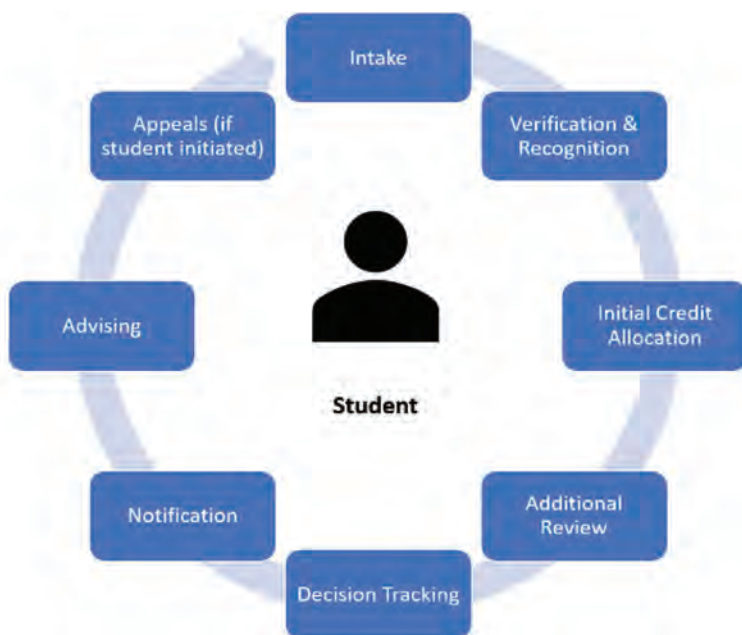 Intake
Verification &
Recognition
Initial Credit
Allocation
Additional
Review
Decision Tracking
Notification
Advising
Appeals (if
student initiated)
Student